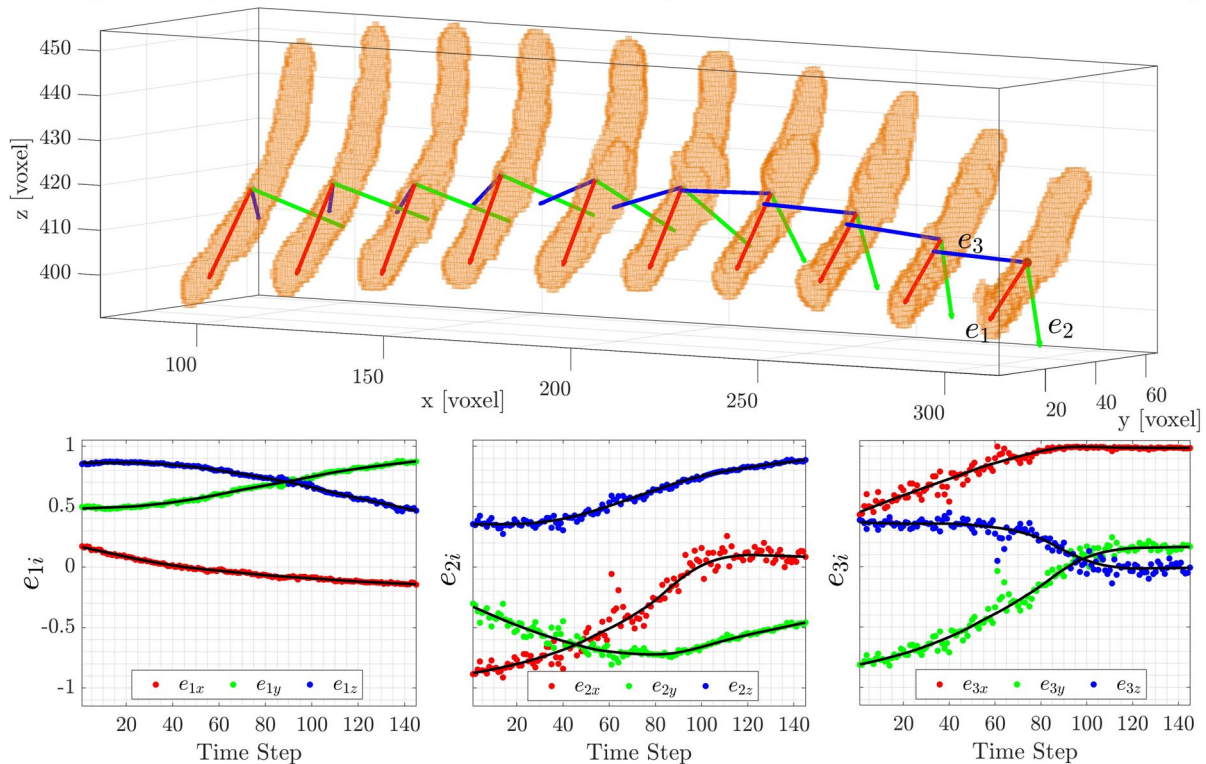 z [voxel]
450
440
430
420
410
400
100
150
200
250
300
x [voxel]
20
40
60
y [voxel]
e3
e1
e2
e1i
1
0.5
0
-0.5
-1
e1x e1y e1z
20 40 60 80 100 120 140
Time Step
e2i
e2x e2y e2z
20 40 60 80 100 120 140
Time Step
e3i
e3x e3y e3z
20 40 60 80 100 120 140
Time Step